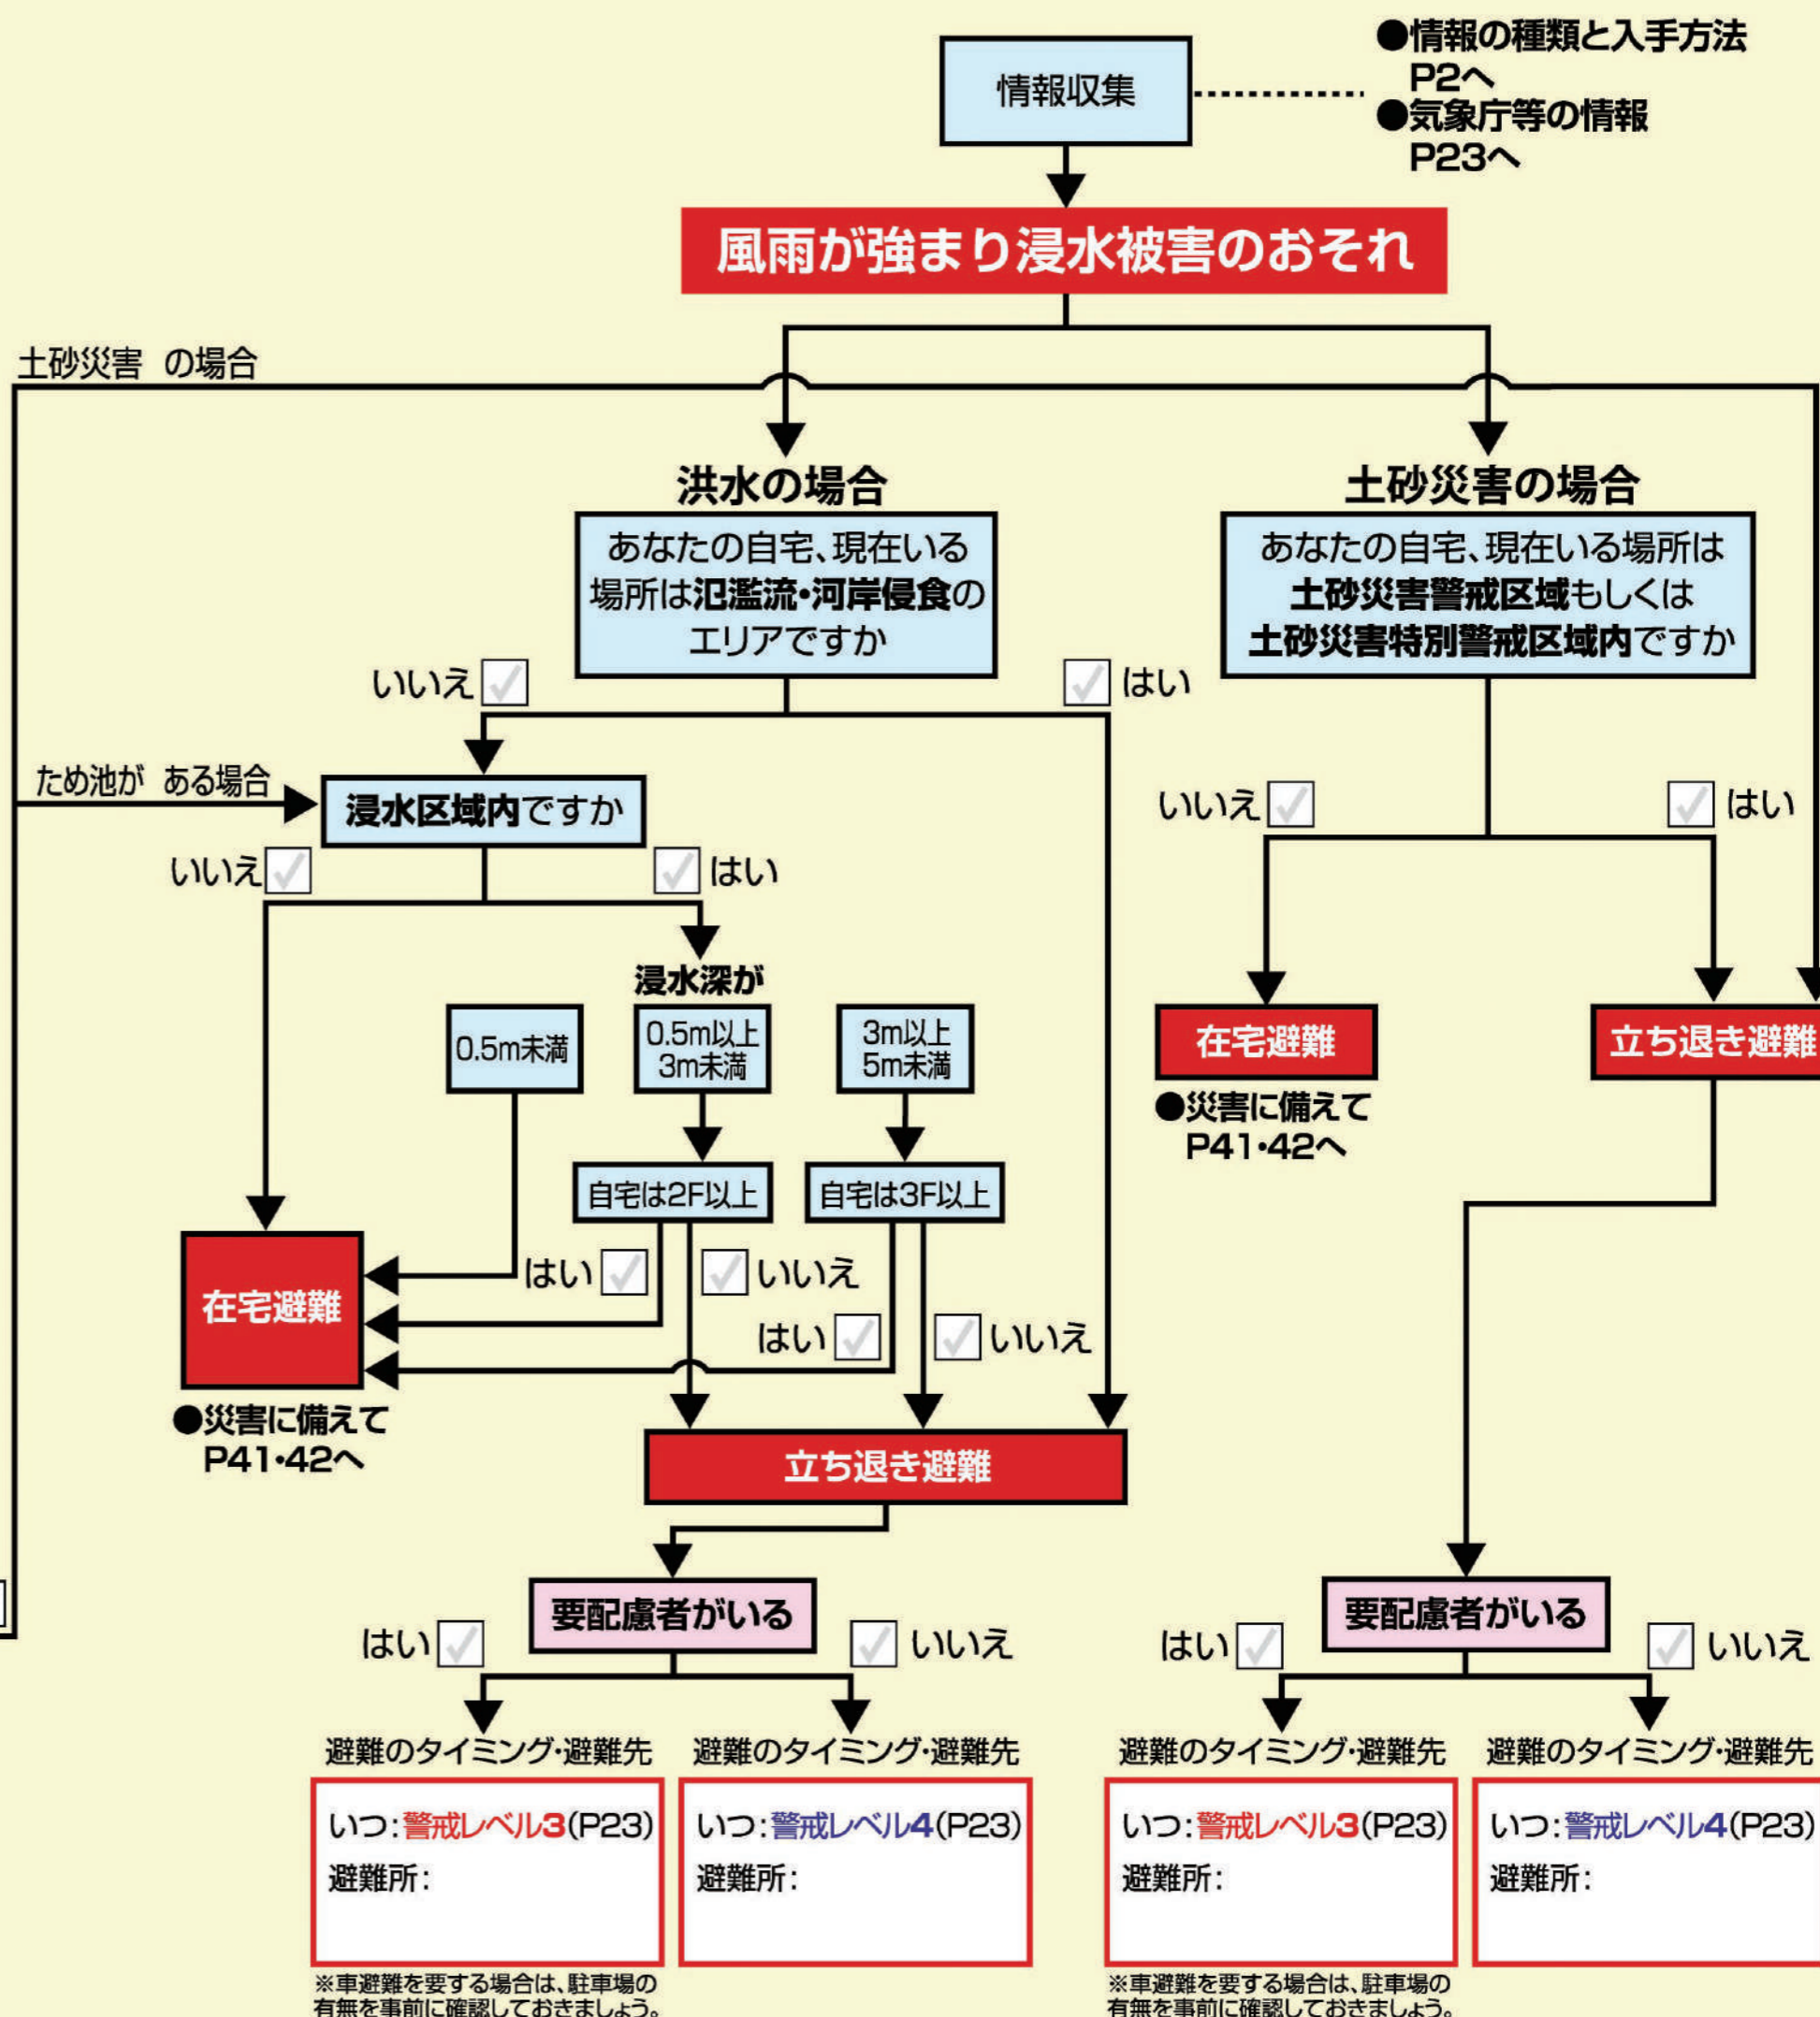 情報収集
●情報の種類と入手方法
P2へ
●気象庁等の情報
P23へ
風雨が強まり浸水被害のおそれ
土砂災害 の場合
洪水の場合
あなたの自宅、現在いる
場所は氾濫流・河岸侵食の
エリアですか
いいえ
はい
土砂災害の場合
あなたの自宅、現在いる場所は
土砂災害警戒区域もしくは
土砂災害特別警戒区域内ですか
いいえ
はい
ため池が ある場合
浸水区域内ですか
いいえ
はい
浸水深が
0.5m未満
0.5m以上
3m未満
3m以上
5m未満
自宅は2F以上
自宅は3F以上
はい
いいえ
はい
いいえ
在宅避難
●災害に備えて
P41・42へ
在宅避難
●災害に備えて
P41・42へ
立ち退き避難
立ち退き避難
要配慮者がいる
はい
いいえ
避難のタイミング・避難先
いつ:警戒レベル3(P23)
避難所:
※車避難を要する場合は、駐車場の
有無を事前に確認しておきましょう。
避難のタイミング・避難先
いつ:警戒レベル4(P23)
避難所:
要配慮者がいる
はい
いいえ
避難のタイミング・避難先
いつ:警戒レベル3(P23)
避難所:
※車避難を要する場合は、駐車場の
有無を事前に確認しておきましょう。
避難のタイミング・避難先
いつ:警戒レベル4(P23)
避難所: